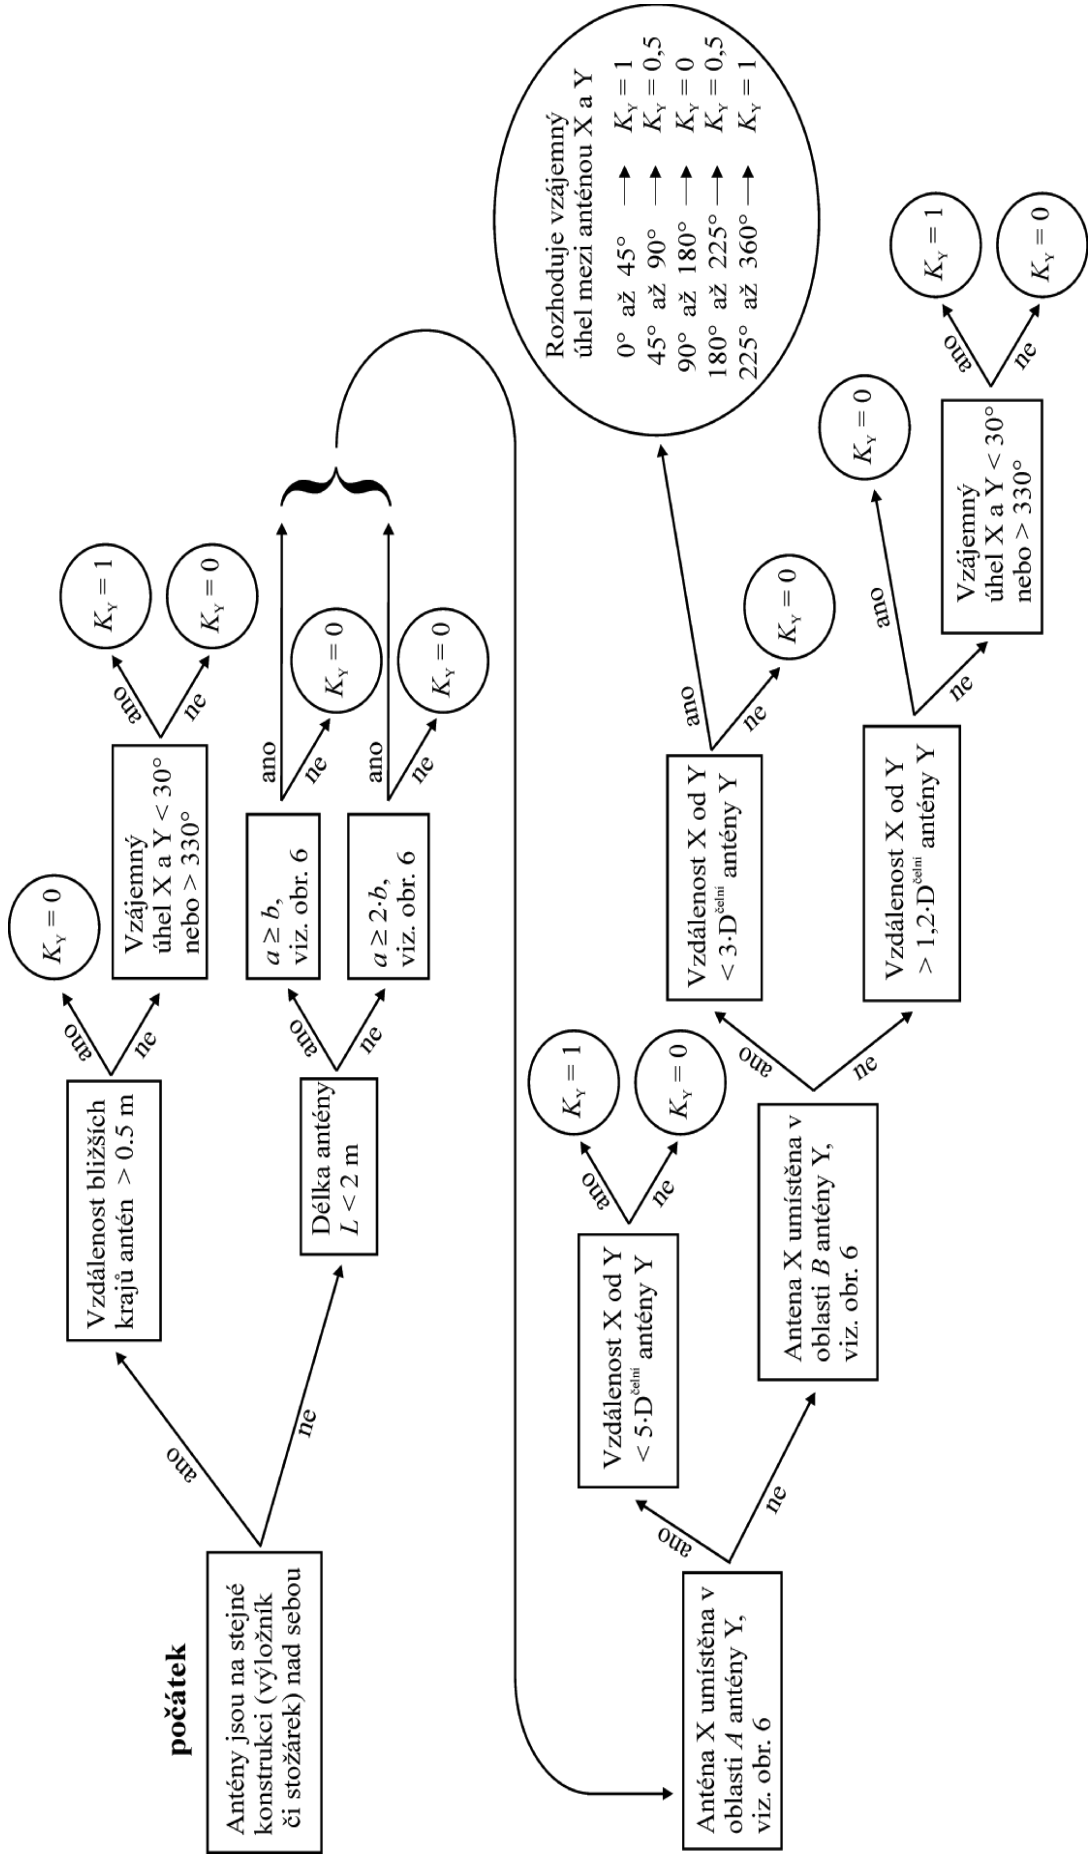 počátek
Antény jsou na stejné
konstrukci (výložník
či stožárek) nad sebou
ano
ne
Vzdálenost bližších
krajů antén > 0.5 m
ano
ne
K_Y = 0
Vzájemný
úhel X a Y < 30°
nebo > 330°
ano
ne
K_Y = 1
K_Y = 0
Délka antény
L < 2 m
ano
ne
a ≥ b,
viz. obr. 6
ano
ne
K_Y = 0
a ≥ 2·b,
viz. obr. 6
ano
ne
K_Y = 0
Anténa X umístěna v
oblasti A antény Y,
viz. obr. 6
ano
ne
Vzdálenost X od Y
< 5·D^čelní antény Y
ano
ne
K_Y = 1
K_Y = 0
Antena X umístěna v
oblasti B antény Y,
viz. obr. 6
ano
ne
Vzdálenost X od Y
< 3·D^čelní antény Y
ano
ne
K_Y = 0
Rozhoduje vzájemný
úhel mezi anténou X a Y
0° až 45° → K_Y = 1
45° až 90° → K_Y = 0,5
90° až 180° → K_Y = 0
180° až 225° → K_Y = 0,5
225° až 360° → K_Y = 1
Vzdálenost X od Y
> 1,2·D^čelní antény Y
ano
ne
K_Y = 0
Vzájemný
úhel X a Y < 30°
nebo > 330°
ano
ne
K_Y = 1
K_Y = 0